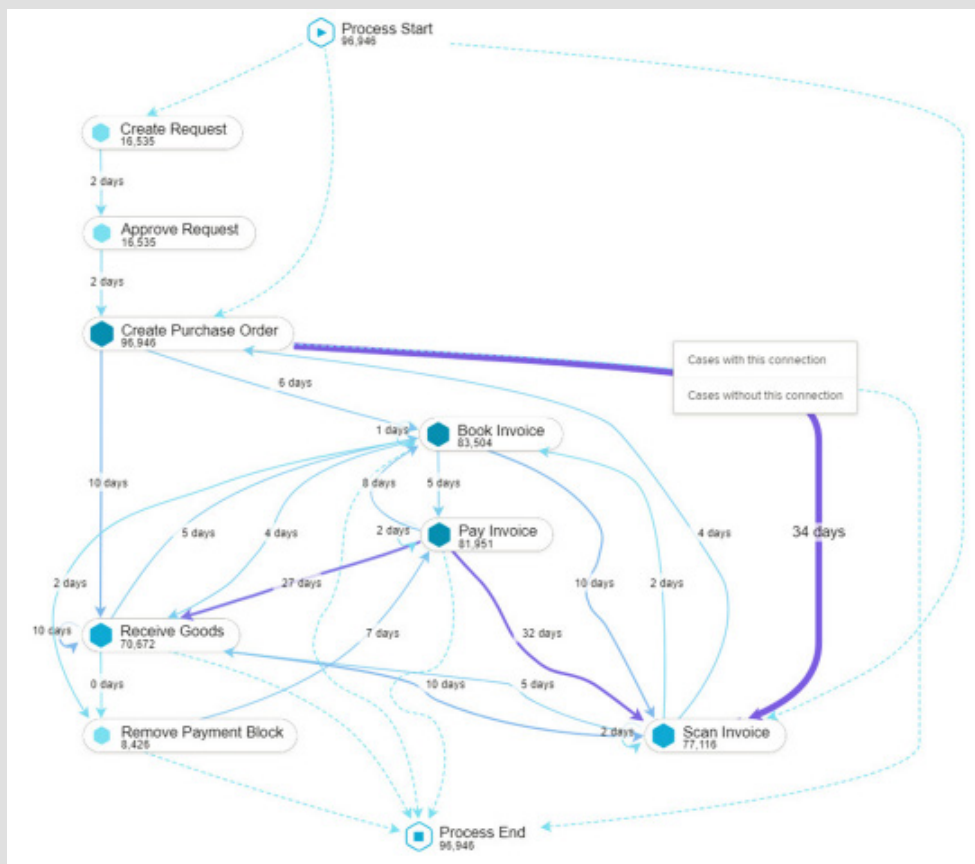 Process Start
96,946
Create Request
16,535
2 days
Approve Request
16,535
2 days
Create Purchase Order
96,946
Cases with this connection
Cases without this connection
6 days
1 days
Book Invoice
83,504
10 days
8 days
5 days
5 days
4 days
2 days
Pay Invoice
81,951
4 days
34 days
2 days
27 days
10 days
2 days
10 days
Receive Goods
70,672
7 days
32 days
0 days
10 days
5 days
Remove Payment Block
8,426
2 days
Scan Invoice
77,116
Process End
96,946